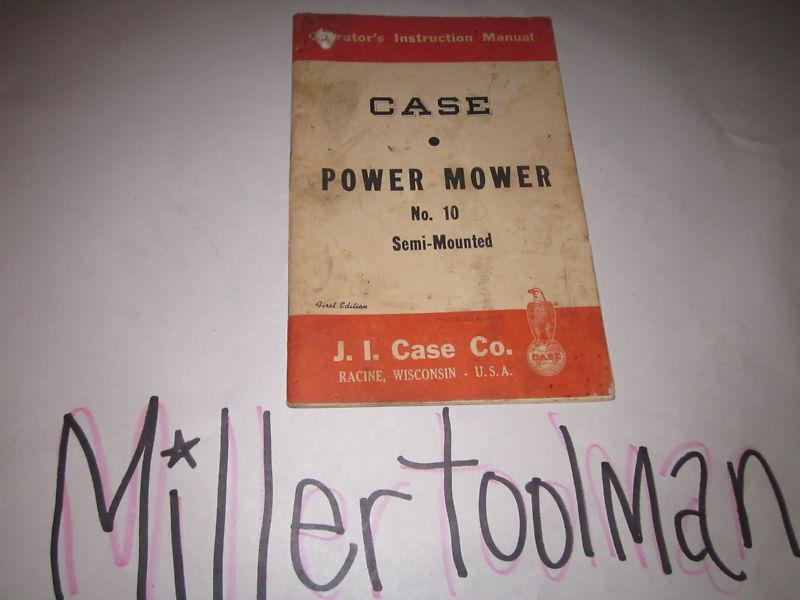 Operator's Instruction Manual
CASE
POWER MOWER
No. 10
Semi-Mounted
First Edition
CASE
J. I. Case Co.
RACINE, WISCONSIN - U.S.A.
Millertoolman